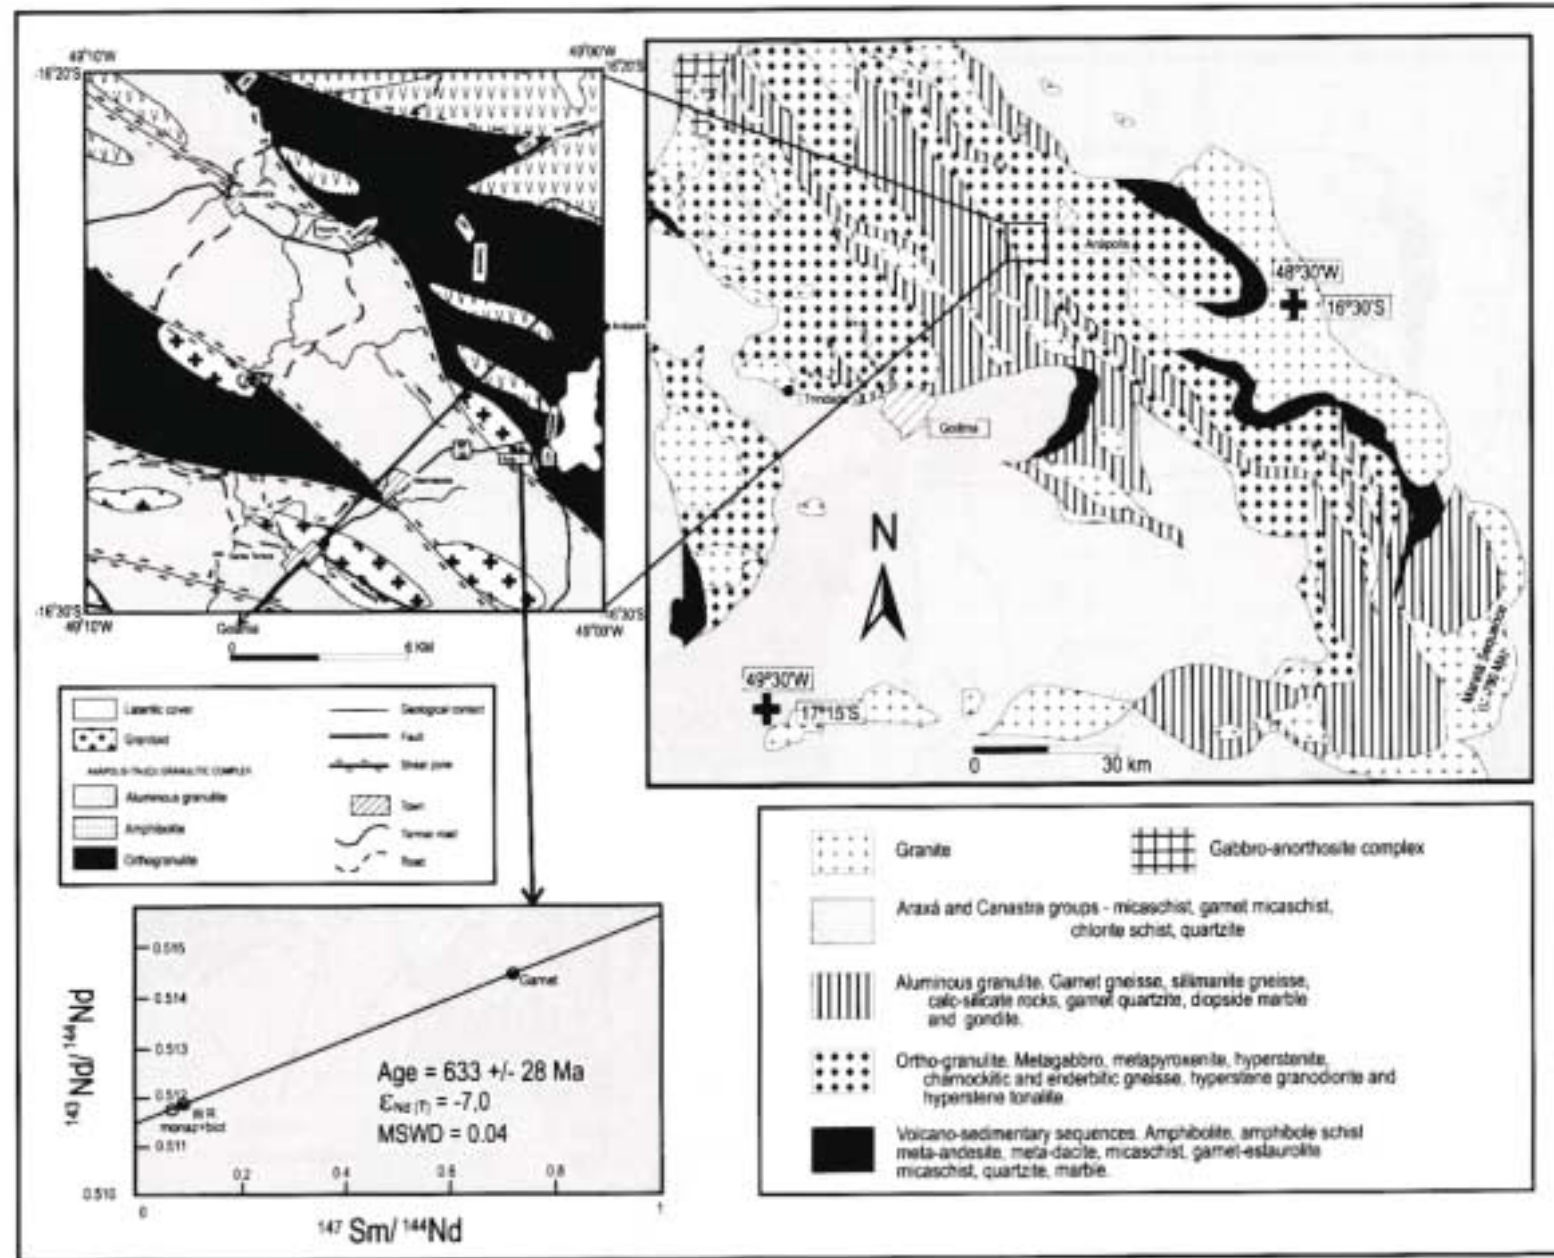 49°10'W
49°00'W
-16°20'S
16°20'S
-16°30'S
16°30'S
49°10'W
49°00'W
Goiânia
0 6 KM
Anápolis
48°30'W
16°30'S
Trindade
Goiânia
N
49°30'W
17°15'S
0 30 km
Maratá Sequence
Lateritic cover
Granitoid
ANÁPOLIS-ITAUÇU GRANULITIC COMPLEX
Aluminous granulite
Amphibolite
Orthogranulite
Geological contact
Fault
Shear zone
Town
Tarmac road
Road
Granite
Gabbro-anorthosite complex
Araxá and Canastra groups - micaschist, garnet micaschist,
chlorite schist, quartzite
Aluminous granulite. Garnet gneisse, sillimanite gneisse,
calc-silicate rocks, garnet quartzite, diopside marble
and gondite.
Ortho-granulite. Metagabbro, metapyroxenite, hyperstenite,
charnockitic and enderbitic gneisse, hyperstene granodiorite and
hyperstene tonalite.
Volcano-sedimentary sequences. Amphibolite, amphibole schist
meta-andesite, meta-dacite, micaschist, garnet-estaurolite
micaschist, quartzite, marble.
143Nd/144Nd
0.515
0.514
0.513
0.512
0.511
0.510
Garnet
W.R.
monaz+biot
Age = 633 +/- 28 Ma
εNd (T) = -7,0
MSWD = 0.04
0 0.2 0.4 0.6 0.8 1
147 Sm/ 144Nd